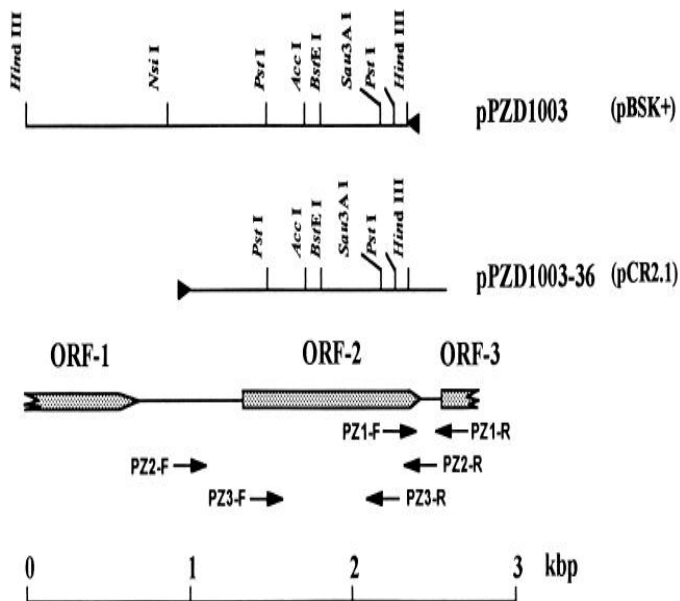 Hind III Nsi I Pst I Acc I BstE I Sau3A I Pst I Hind III
pPZD1003 (pBSK+)
Pst I Acc I BstE I Sau3A I Pst I Hind III
pPZD1003-36 (pCR2.1)
ORF-1 ORF-2 ORF-3
PZ1-F PZ1-R
PZ2-F PZ2-R
PZ3-F PZ3-R
0 1 2 3 kbp